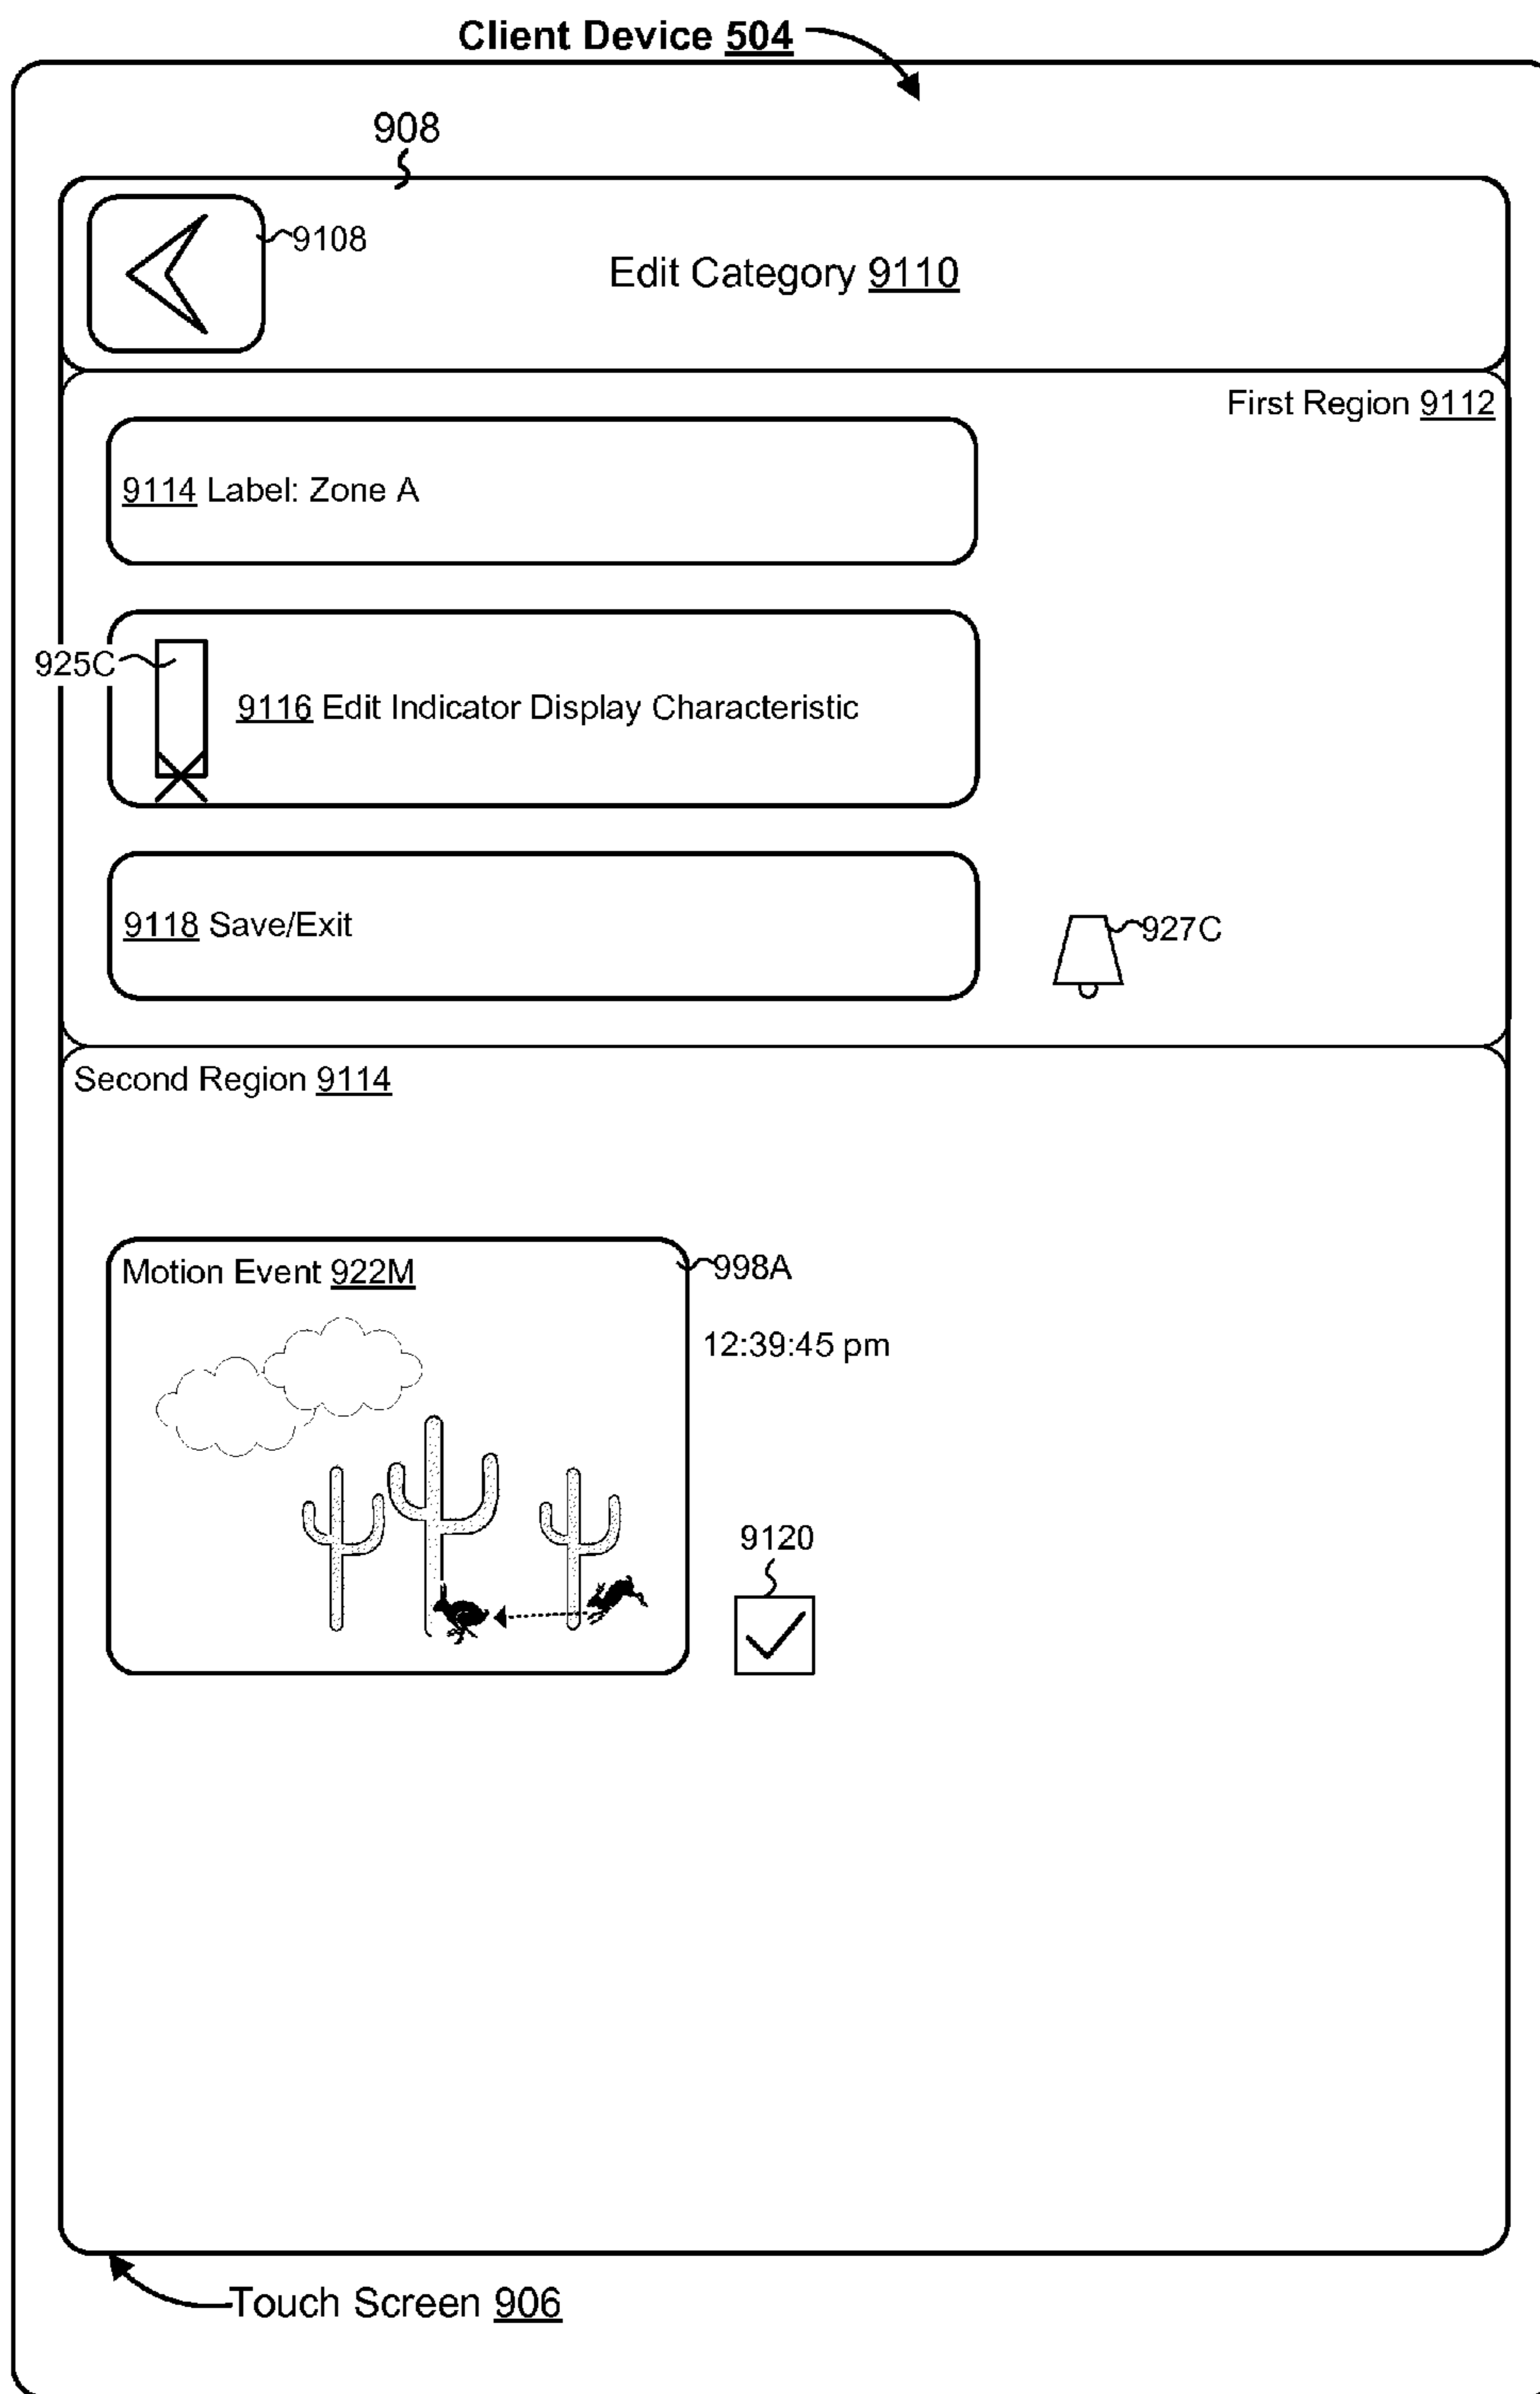 Client Device 504
908
9108
Edit Category 9110
First Region 9112
9114 Label: Zone A
925C
9116 Edit Indicator Display Characteristic
9118 Save/Exit
927C
Second Region 9114
Motion Event 922M
998A
12:39:45 pm
9120
Touch Screen 906